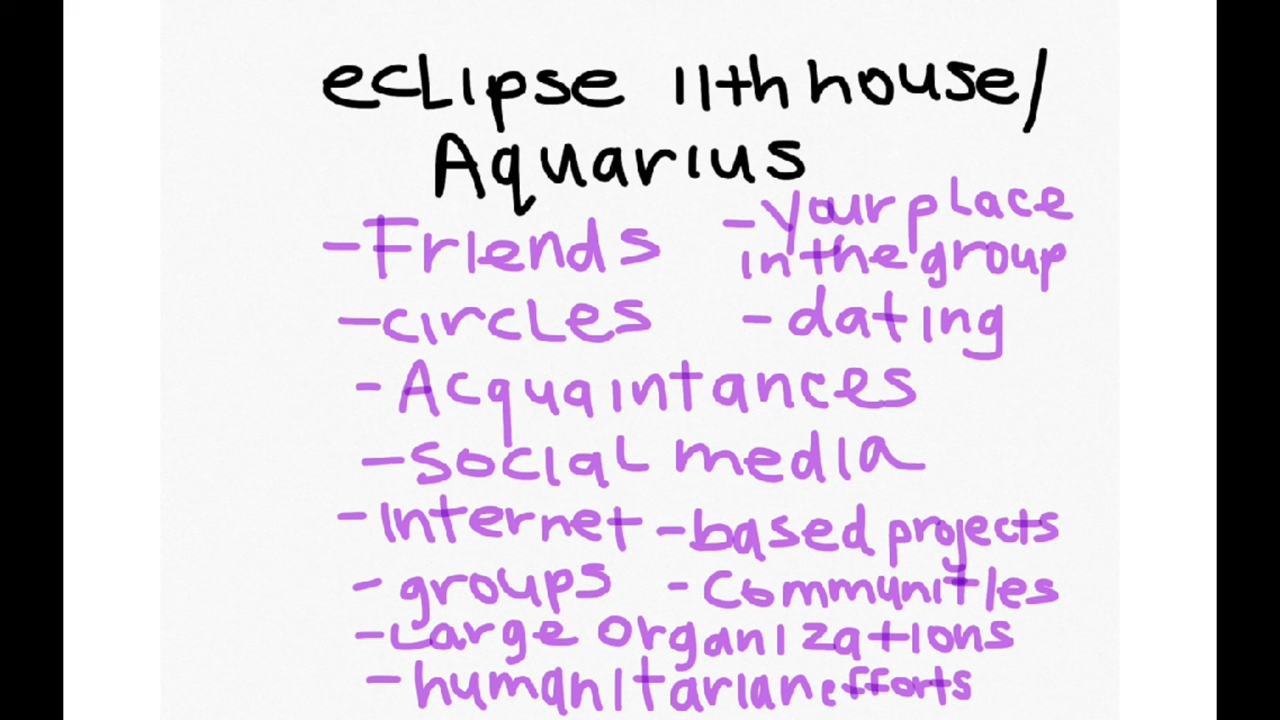 ecLipse 11th house/
Aquarius
-Friends
-your place
in the group
-circLes
-dating
-Acquaintances
-sociaL media
-Internet-based projects
-groups
-Communities
-Large organizations
-humanitarian efforts